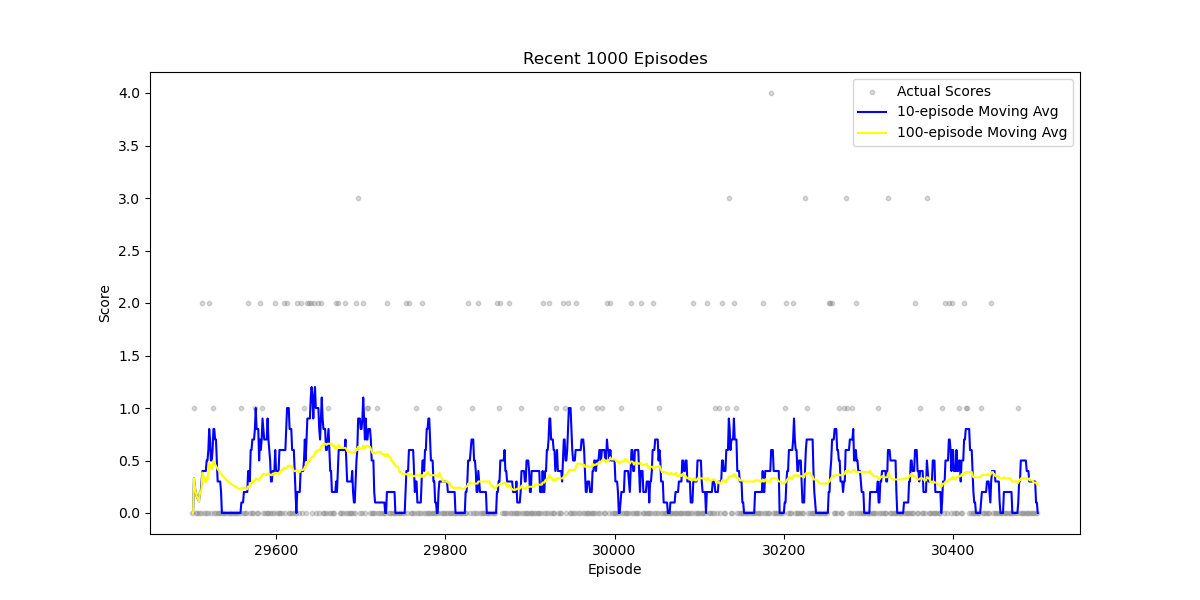 Recent 1000 Episodes
Actual Scores
10-episode Moving Avg
100-episode Moving Avg
4.0
3.5
3.0
2.5
2.0
1.5
1.0
0.5
0.0
Score
29600 29800 30000 30200 30400
Episode